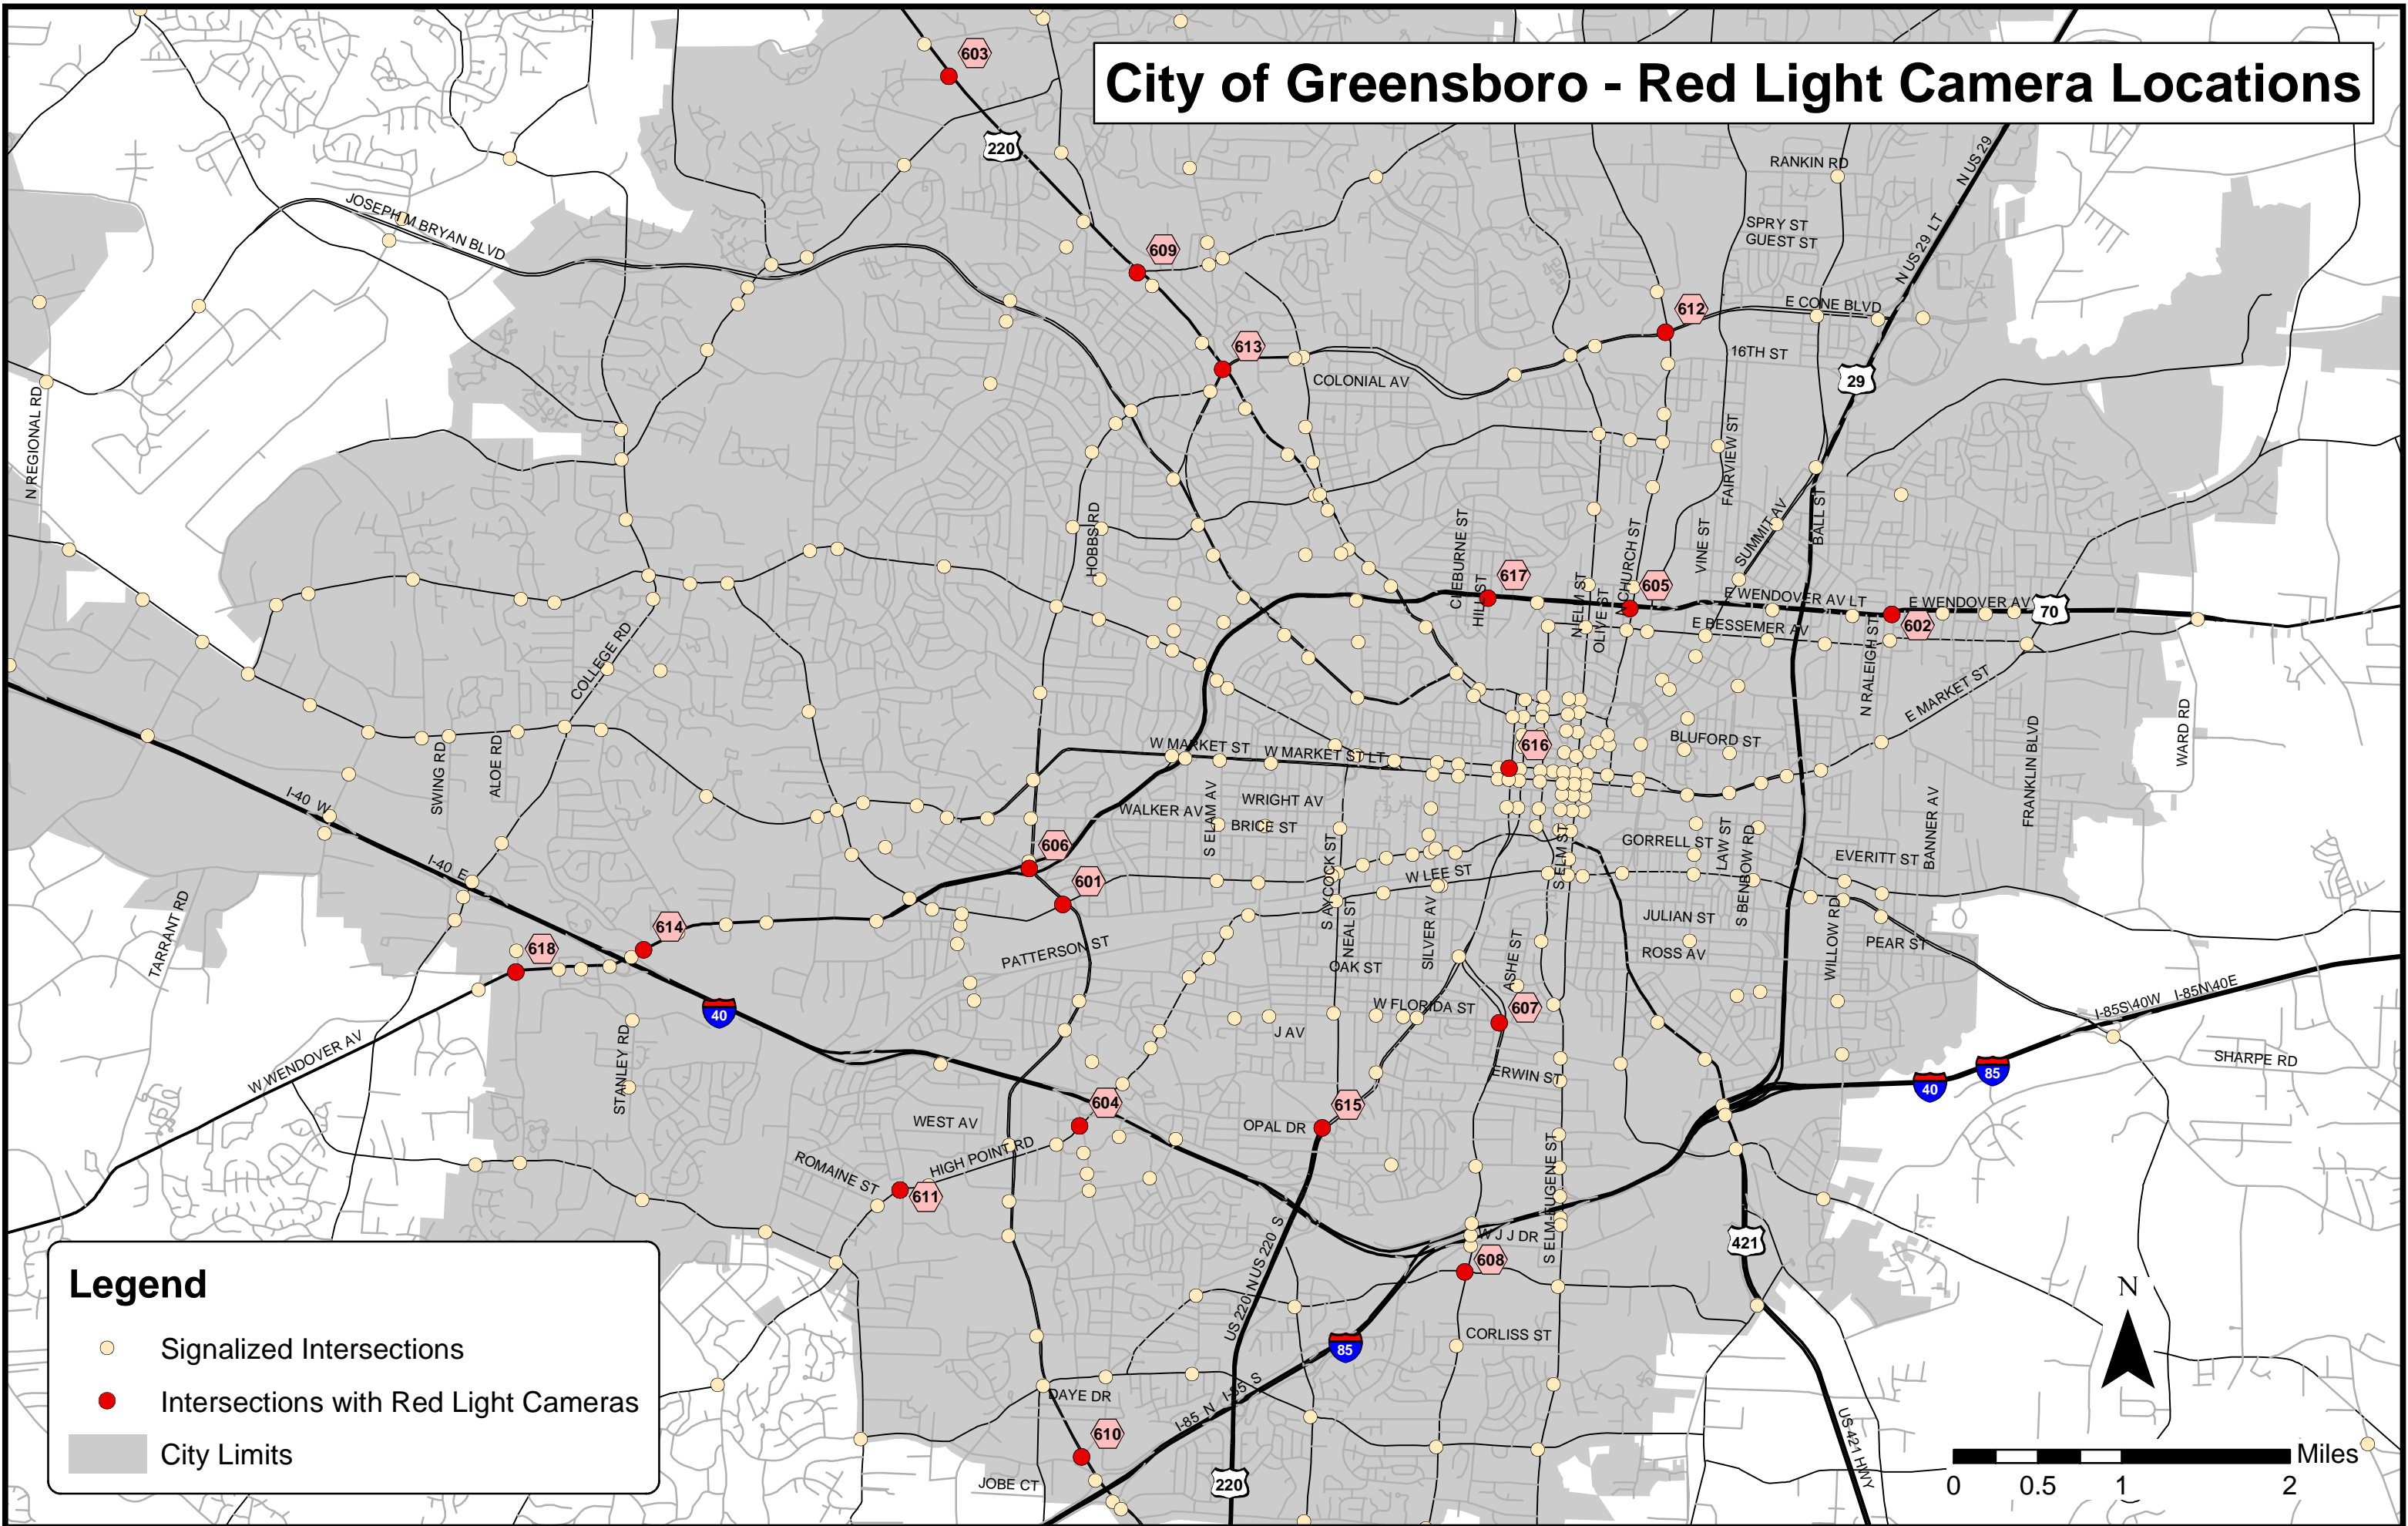 City of Greensboro - Red Light Camera Locations
603
220
RANKIN RD
N US 29
JOSEPH M BRYAN BLVD
SPRY ST
GUEST ST
N US 29 LT
609
612
E CONE BLVD
613
16TH ST
COLONIAL AV
29
N REGIONAL RD
FAIRVIEW ST
HOBBS RD
CLEBURNE ST
HILL ST
N CHURCH ST
VINE ST
SUMMIT AV
BALL ST
617
605
N ELM ST
OLIVE ST
E WENDOVER AV LT
E WENDOVER AV
70
E BESSEMER AV
602
N RALEIGH ST
COLLEGE RD
E MARKET ST
SWING RD
ALOE RD
W MARKET ST
W MARKET ST LT
616
BLUFORD ST
FRANKLIN BLVD
WARD RD
I-40 W
WALKER AV
S ELAM AV
WRIGHT AV
BRICE ST
GORRELL ST
LAW ST
S BENBOW RD
EVERITT ST
BANNER AV
606
I-40 E
601
S AYCOCK ST
W LEE ST
S ELM ST
TARRANT RD
614
618
PATTERSON ST
NEAL ST
SILVER AV
ASHE ST
JULIAN ST
ROSS AV
WILLOW RD
PEAR ST
OAK ST
40
W FLORIDA ST
607
J AV
I-85S\40W
I-85N\40E
W WENDOVER AV
STANLEY RD
ERWIN ST
SHARPE RD
85
40
604
615
WEST AV
OPAL DR
HIGH POINT RD
ROMAINE ST
611
S ELM-EUGENE ST
W J J DR
421
608
US 220 S
N US 220
CORLISS ST
85
DAYE DR
I-85 N
I-85 S
610
JOBE CT
220
US 421 HWY
Legend
Signalized Intersections
Intersections with Red Light Cameras
City Limits
N
Miles
0 0.5 1 2